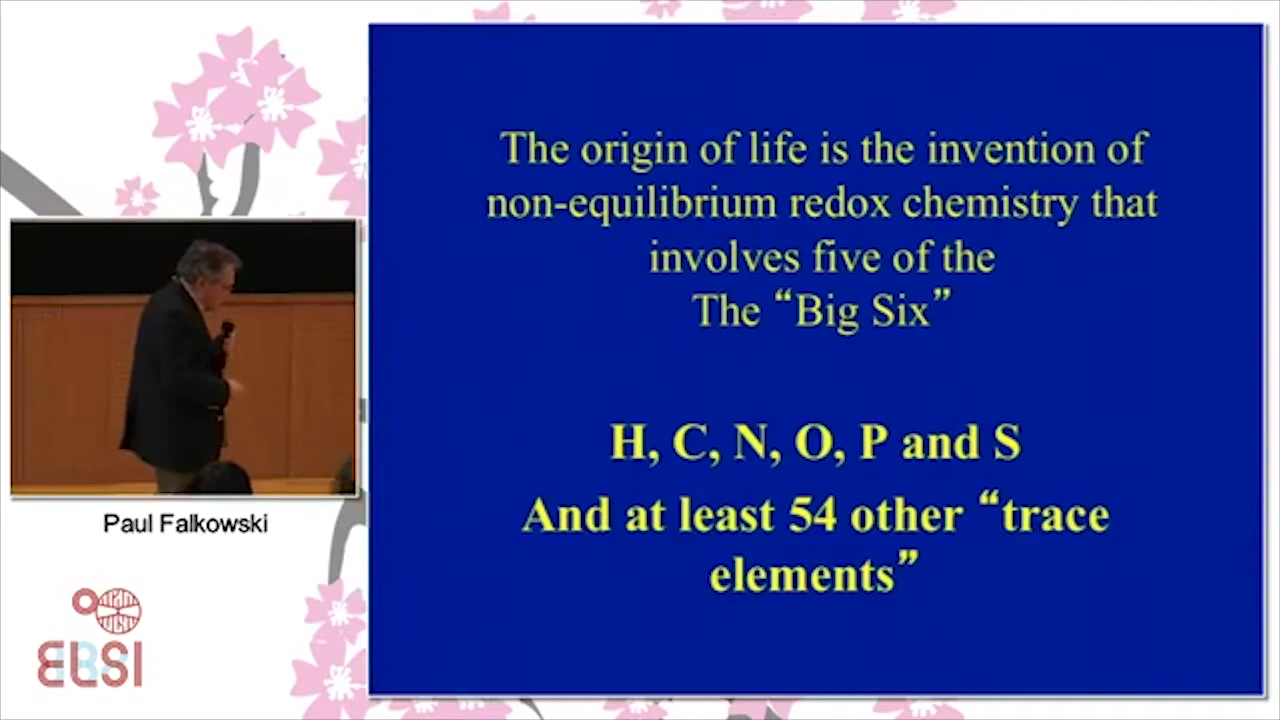 The origin of life is the invention of
non-equilibrium redox chemistry that
involves five of the
The “Big Six”
H, C, N, O, P and S
And at least 54 other “trace
elements”
Paul Falkowski
ELSI